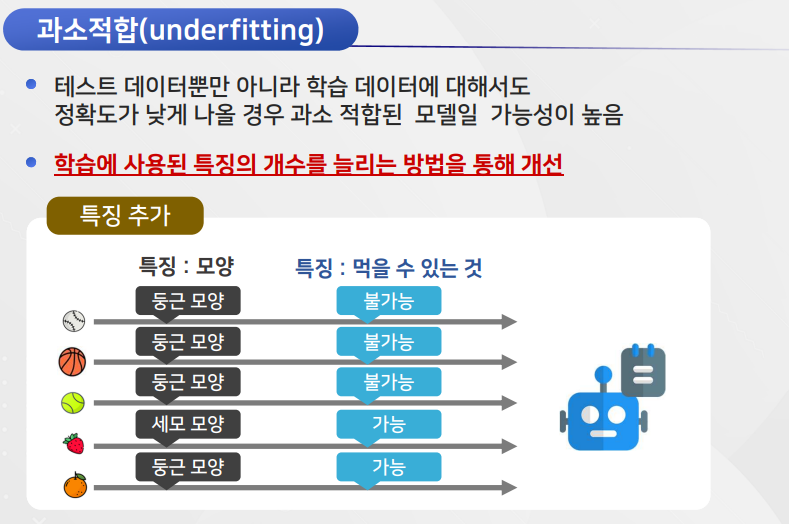 과소적합(underfitting)
테스트 데이터뿐만 아니라 학습 데이터에 대해서도
정확도가 낮게 나올 경우 과소 적합된 모델일 가능성이 높음
학습에 사용된 특징의 개수를 늘리는 방법을 통해 개선
특징 추가
특징 : 모양 특징 : 먹을 수 있는 것
둥근 모양 불가능
둥근 모양 불가능
둥근 모양 불가능
세모 모양 가능
둥근 모양 가능